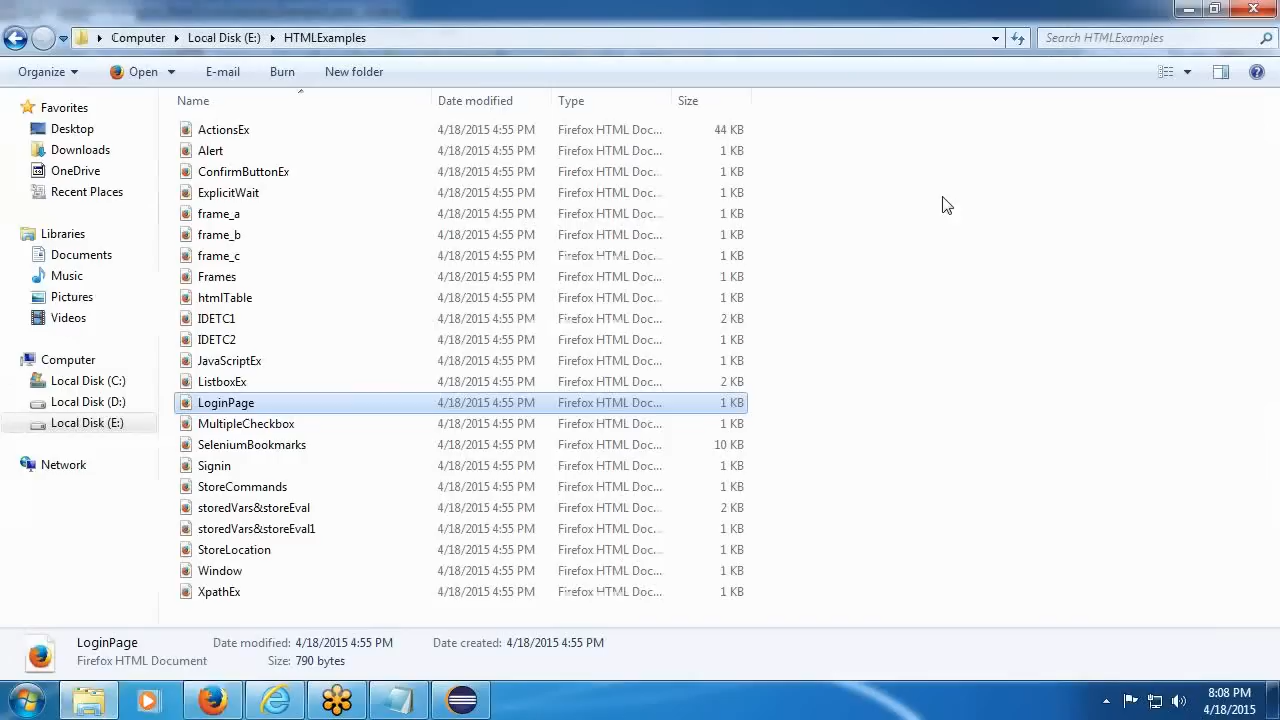 Computer Local Disk (E:) HTMLExamples Search HTMLExamples
Organize Open E-mail Burn New folder
Favorites
Desktop
Downloads
OneDrive
Recent Places
Libraries
Documents
Music
Pictures
Videos
Computer
Local Disk (C:)
Local Disk (D:)
Local Disk (E:)
Network
Name Date modified Type Size
ActionsEx 4/18/2015 4:55 PM Firefox HTML Doc... 44 KB
Alert 4/18/2015 4:55 PM Firefox HTML Doc... 1 KB
ConfirmButtonEx 4/18/2015 4:55 PM Firefox HTML Doc... 1 KB
ExplicitWait 4/18/2015 4:55 PM Firefox HTML Doc... 1 KB
frame_a 4/18/2015 4:55 PM Firefox HTML Doc... 1 KB
frame_b 4/18/2015 4:55 PM Firefox HTML Doc... 1 KB
frame_c 4/18/2015 4:55 PM Firefox HTML Doc... 1 KB
Frames 4/18/2015 4:55 PM Firefox HTML Doc... 1 KB
htmlTable 4/18/2015 4:55 PM Firefox HTML Doc... 1 KB
IDETC1 4/18/2015 4:55 PM Firefox HTML Doc... 2 KB
IDETC2 4/18/2015 4:55 PM Firefox HTML Doc... 1 KB
JavaScriptEx 4/18/2015 4:55 PM Firefox HTML Doc... 1 KB
ListboxEx 4/18/2015 4:55 PM Firefox HTML Doc... 2 KB
LoginPage 4/18/2015 4:55 PM Firefox HTML Doc... 1 KB
MultipleCheckbox 4/18/2015 4:55 PM Firefox HTML Doc... 1 KB
SeleniumBookmarks 4/18/2015 4:55 PM Firefox HTML Doc... 10 KB
Signin 4/18/2015 4:55 PM Firefox HTML Doc... 1 KB
StoreCommands 4/18/2015 4:55 PM Firefox HTML Doc... 1 KB
storedVars&storeEval 4/18/2015 4:55 PM Firefox HTML Doc... 2 KB
storedVars&storeEval1 4/18/2015 4:55 PM Firefox HTML Doc... 1 KB
StoreLocation 4/18/2015 4:55 PM Firefox HTML Doc... 1 KB
Window 4/18/2015 4:55 PM Firefox HTML Doc... 1 KB
XpathEx 4/18/2015 4:55 PM Firefox HTML Doc... 1 KB
LoginPage Date modified: 4/18/2015 4:55 PM Date created: 4/18/2015 4:55 PM
Firefox HTML Document Size: 790 bytes
8:08 PM
4/18/2015